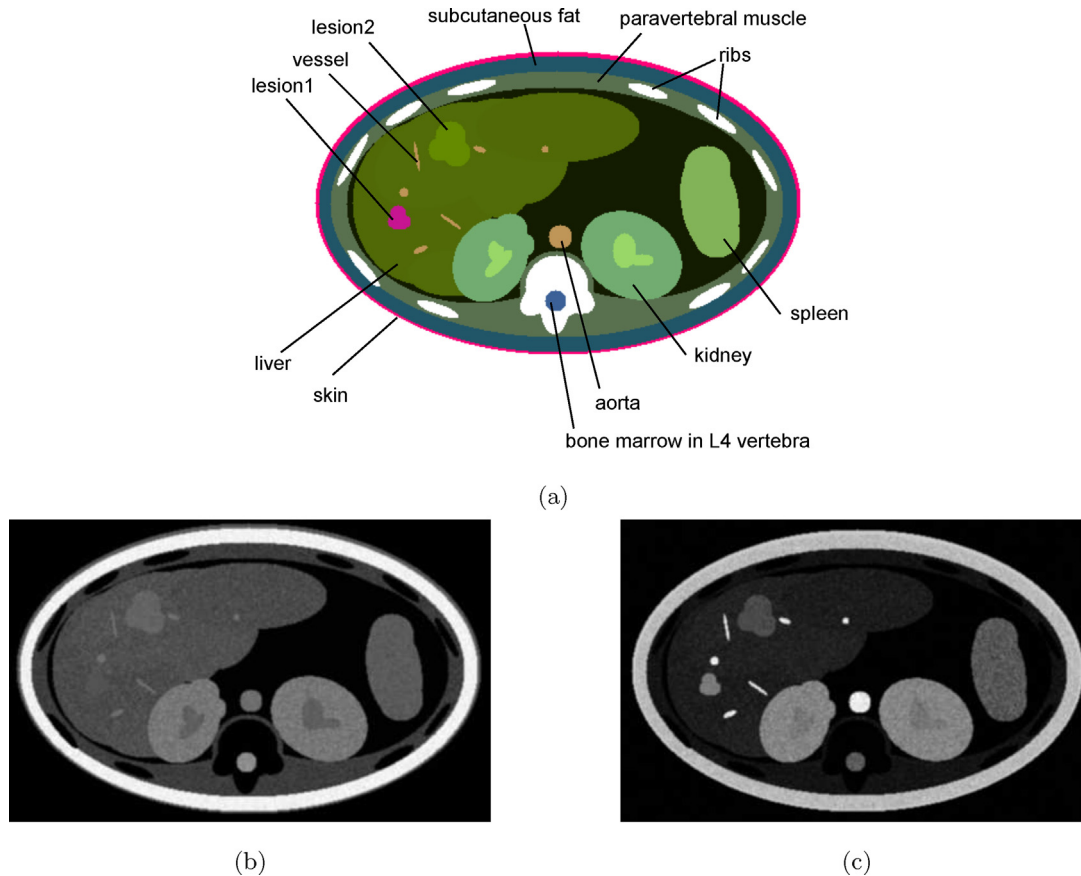 subcutaneous fat
paravertebral muscle
lesion2
ribs
vessel
lesion1
spleen
liver
kidney
skin
aorta
bone marrow in L4 vertebra
(a)
(b)
(c)